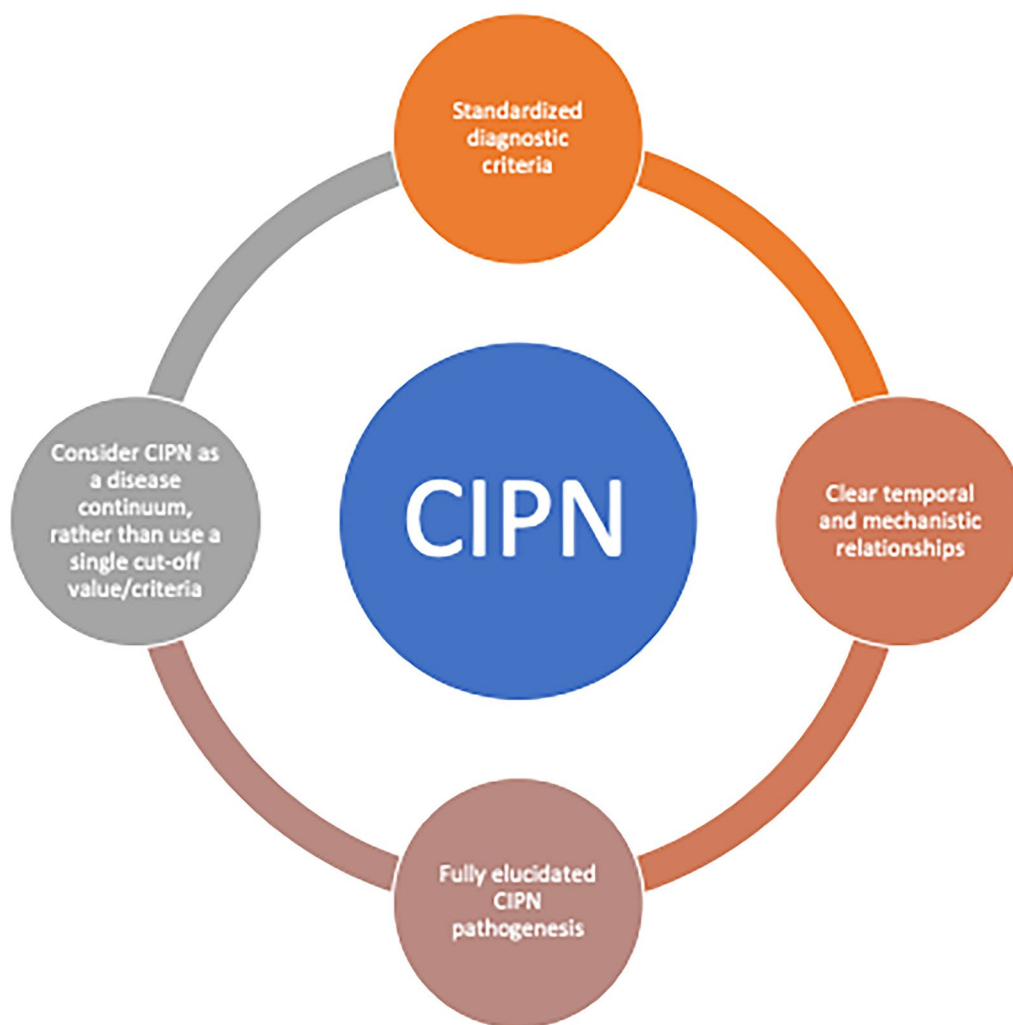 Standardized
diagnostic
criteria
Consider CIPN as
a disease
continuum,
rather than use a
single cut-off
value/criteria
CIPN
Clear temporal
and mechanistic
relationships
Fully elucidated
CIPN
pathogenesis